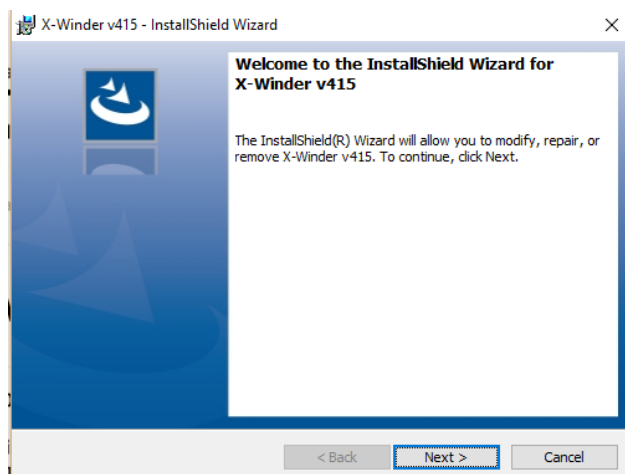 X-Winder v415 - InstallShield Wizard
Welcome to the InstallShield Wizard for
X-Winder v415
The InstallShield(R) Wizard will allow you to modify, repair, or
remove X-Winder v415. To continue, click Next.
< Back
Next >
Cancel